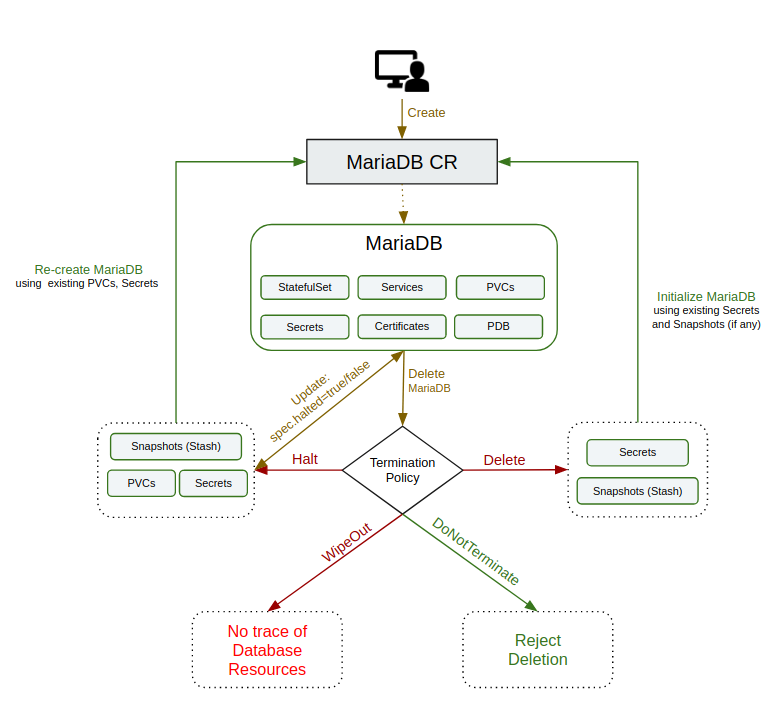 Create
MariaDB CR
MariaDB
StatefulSet
Services
PVCs
Secrets
Certificates
PDB
Re-create MariaDB
using existing PVCs, Secrets
Initialize MariaDB
using existing Secrets
and Snapshots (if any)
Update:
spec.halted=true/false
Delete
MariaDB
Snapshots (Stash)
PVCs
Secrets
Halt
Termination
Policy
Delete
Secrets
Snapshots (Stash)
WipeOut
DoNotTerminate
No trace of
Database
Resources
Reject
Deletion